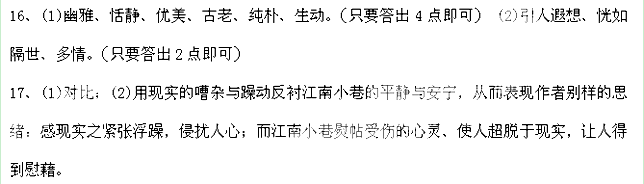 16、(1)幽雅、恬静、优美、古老、纯朴、生动。(只要答出 4 点即可) (2)引人遐想、恍如
隔世、多情。(只要答出 2 点即可)
17、(1)对比；(2)用现实的嘈杂与躁动反衬江南小巷的平静与安宁，从而表现作者别样的思
绪：感现实之紧张浮躁，侵扰人心；而江南小巷熨帖受伤的心灵、使人超脱于现实，让人得
到慰藉。